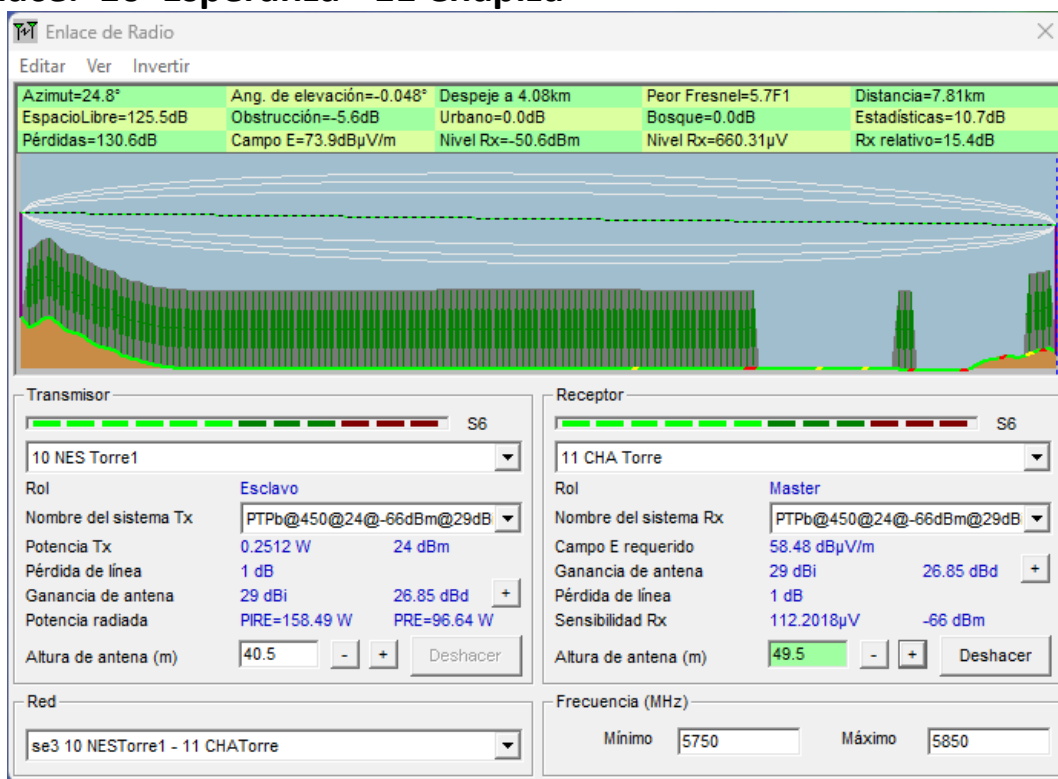 Enlace de Radio
Editar Ver Invertir
Azimut=24.8° Ang. de elevación=-0.048° Despeje a 4.08km Peor Fresnel=5.7F1 Distancia=7.81km
EspacioLibre=125.5dB Obstrucción=-5.6dB Urbano=0.0dB Bosque=0.0dB Estadísticas=10.7dB
Pérdidas=130.6dB Campo E=73.9dBµV/m Nivel Rx=-50.6dBm Nivel Rx=660.31µV Rx relativo=15.4dB
Transmisor
S6
10 NES Torre1
Rol Esclavo
Nombre del sistema Tx PTPb@450@24@-66dBm@29dB
Potencia Tx 0.2512 W 24 dBm
Pérdida de línea 1 dB
Ganancia de antena 29 dBi 26.85 dBd +
Potencia radiada PIRE=158.49 W PRE=96.64 W
Altura de antena (m) 40.5 - + Deshacer
Red
se3 10 NESTorre1 - 11 CHATorre
Receptor
S6
11 CHA Torre
Rol Master
Nombre del sistema Rx PTPb@450@24@-66dBm@29dB
Campo E requerido 58.48 dBµV/m
Ganancia de antena 29 dBi 26.85 dBd +
Pérdida de línea 1 dB
Sensibilidad Rx 112.2018µV -66 dBm
Altura de antena (m) 49.5 - + Deshacer
Frecuencia (MHz)
Mínimo 5750 Máximo 5850